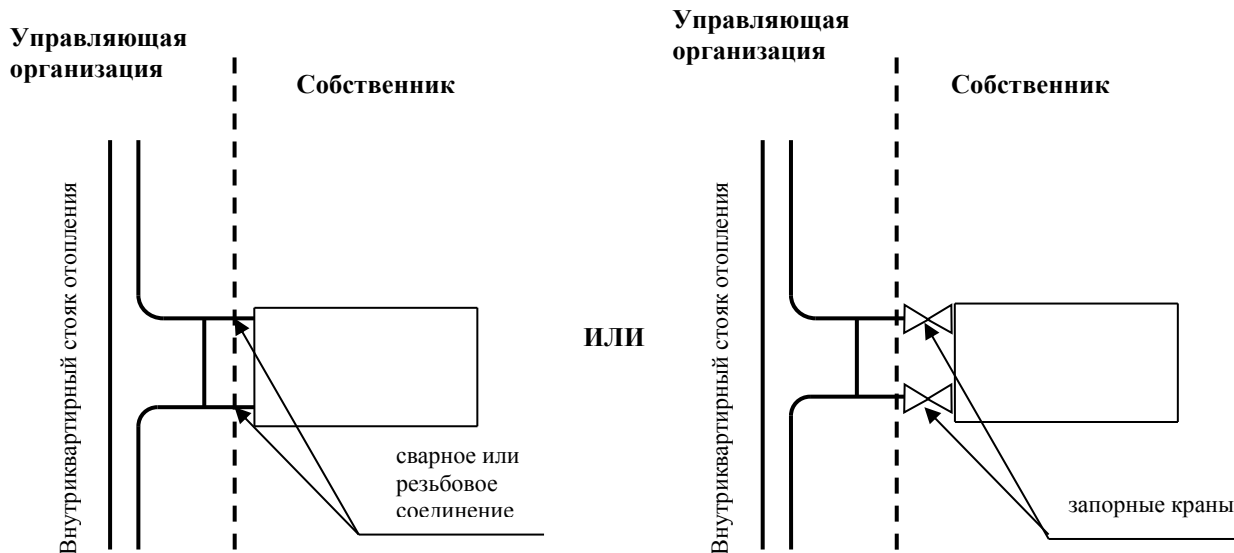 Управляющая
организация
Собственник
Внутриквартирный стояк отопления
сварное или
резьбовое
соединение
ИЛИ
Управляющая
организация
Собственник
Внутриквартирный стояк отопления
запорные краны